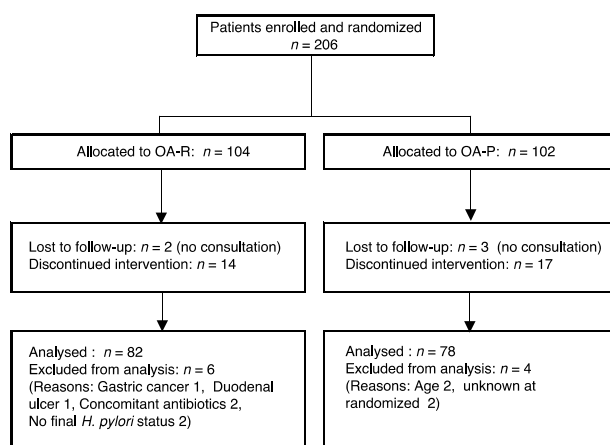 Patients enrolled and randomized
n = 206
Allocated to OA-R: n = 104
Allocated to OA-P: n = 102
Lost to follow-up: n = 2 (no consultation)
Discontinued intervention: n = 14
Lost to follow-up: n = 3 (no consultation)
Discontinued intervention: n = 17
Analysed : n = 82
Excluded from analysis: n = 6
(Reasons: Gastric cancer 1, Duodenal
ulcer 1, Concomitant antibiotics 2,
No final H. pylori status 2)
Analysed : n = 78
Excluded from analysis: n = 4
(Reasons: Age 2, unknown at
randomized 2)